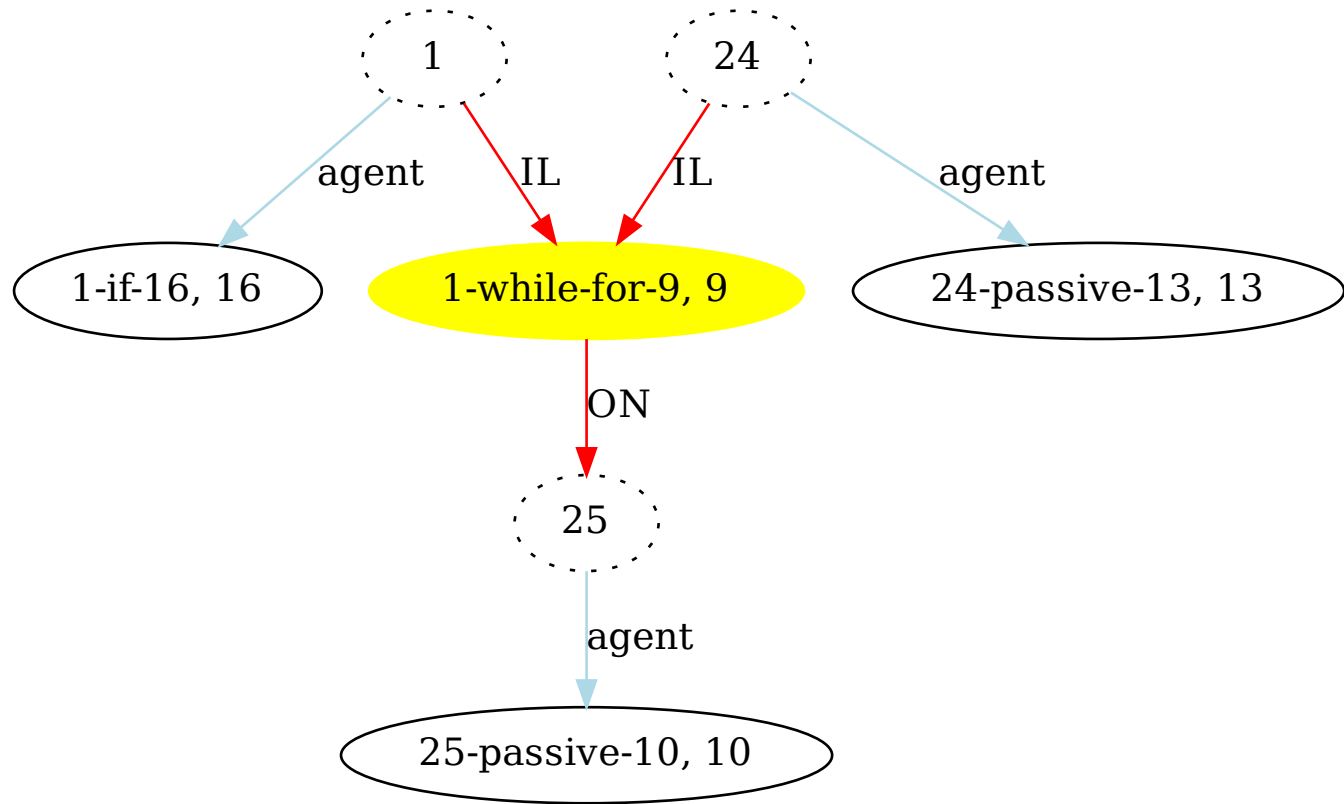 1
24
agent
IL
IL
agent
1-if-16, 16
1-while-for-9, 9
24-passive-13, 13
ON
25
agent
25-passive-10, 10